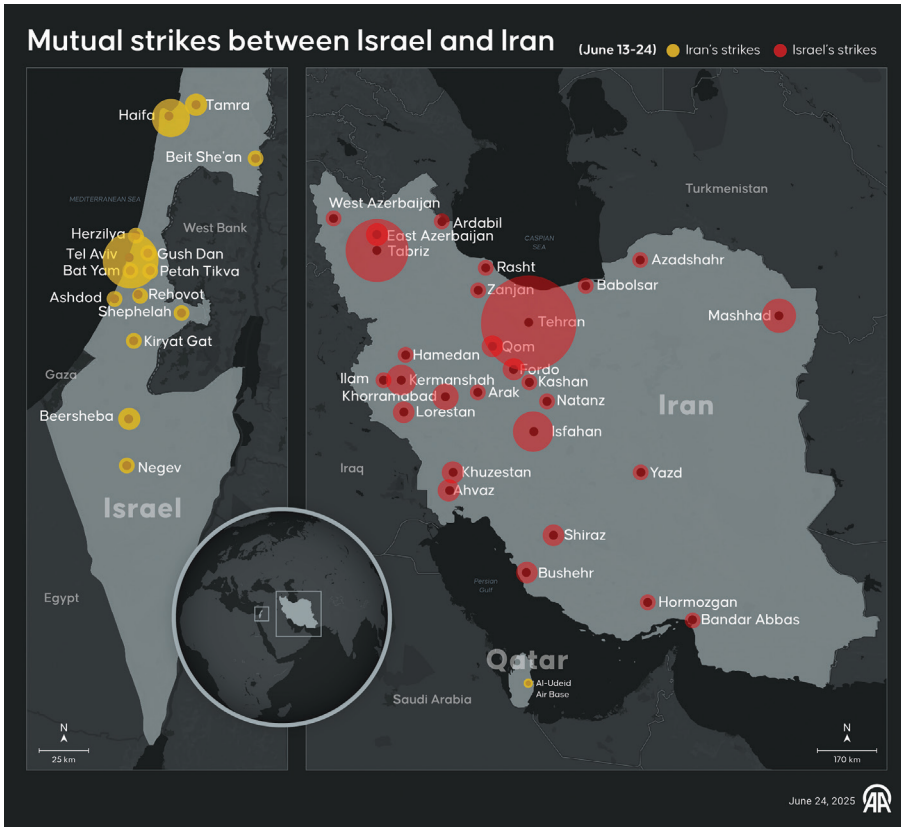 Mutual strikes between Israel and Iran
(June 13-24)
Iran's strikes
Israel's strikes
Tamra
Haifa
Beit She'an
MEDITERRANEAN SEA
West Bank
Herzilya
Tel Aviv
Gush Dan
Bat Yam
Petah Tikva
Ashdod
Rehovot
Shephelah
Kiryat Gat
Gaza
Beersheba
Negev
Israel
Egypt
N
25 km
Turkmenistan
West Azerbaijan
Ardabil
East Azerbaijan
CASPIAN
SEA
Tabriz
Azadshahr
Rasht
Babolsar
Zanjan
Mashhad
Tehran
Qom
Hamedan
Fordo
Ilam
Kermanshah
Kashan
Khorramabad
Arak
Natanz
Iran
Lorestan
Isfahan
Iraq
Khuzestan
Yazd
Ahvaz
Shiraz
Bushehr
Persian
Gulf
Hormozgan
Bandar Abbas
Qatar
Al-Udeid
Air Base
Saudi Arabia
N
170 km
June 24, 2025
AA